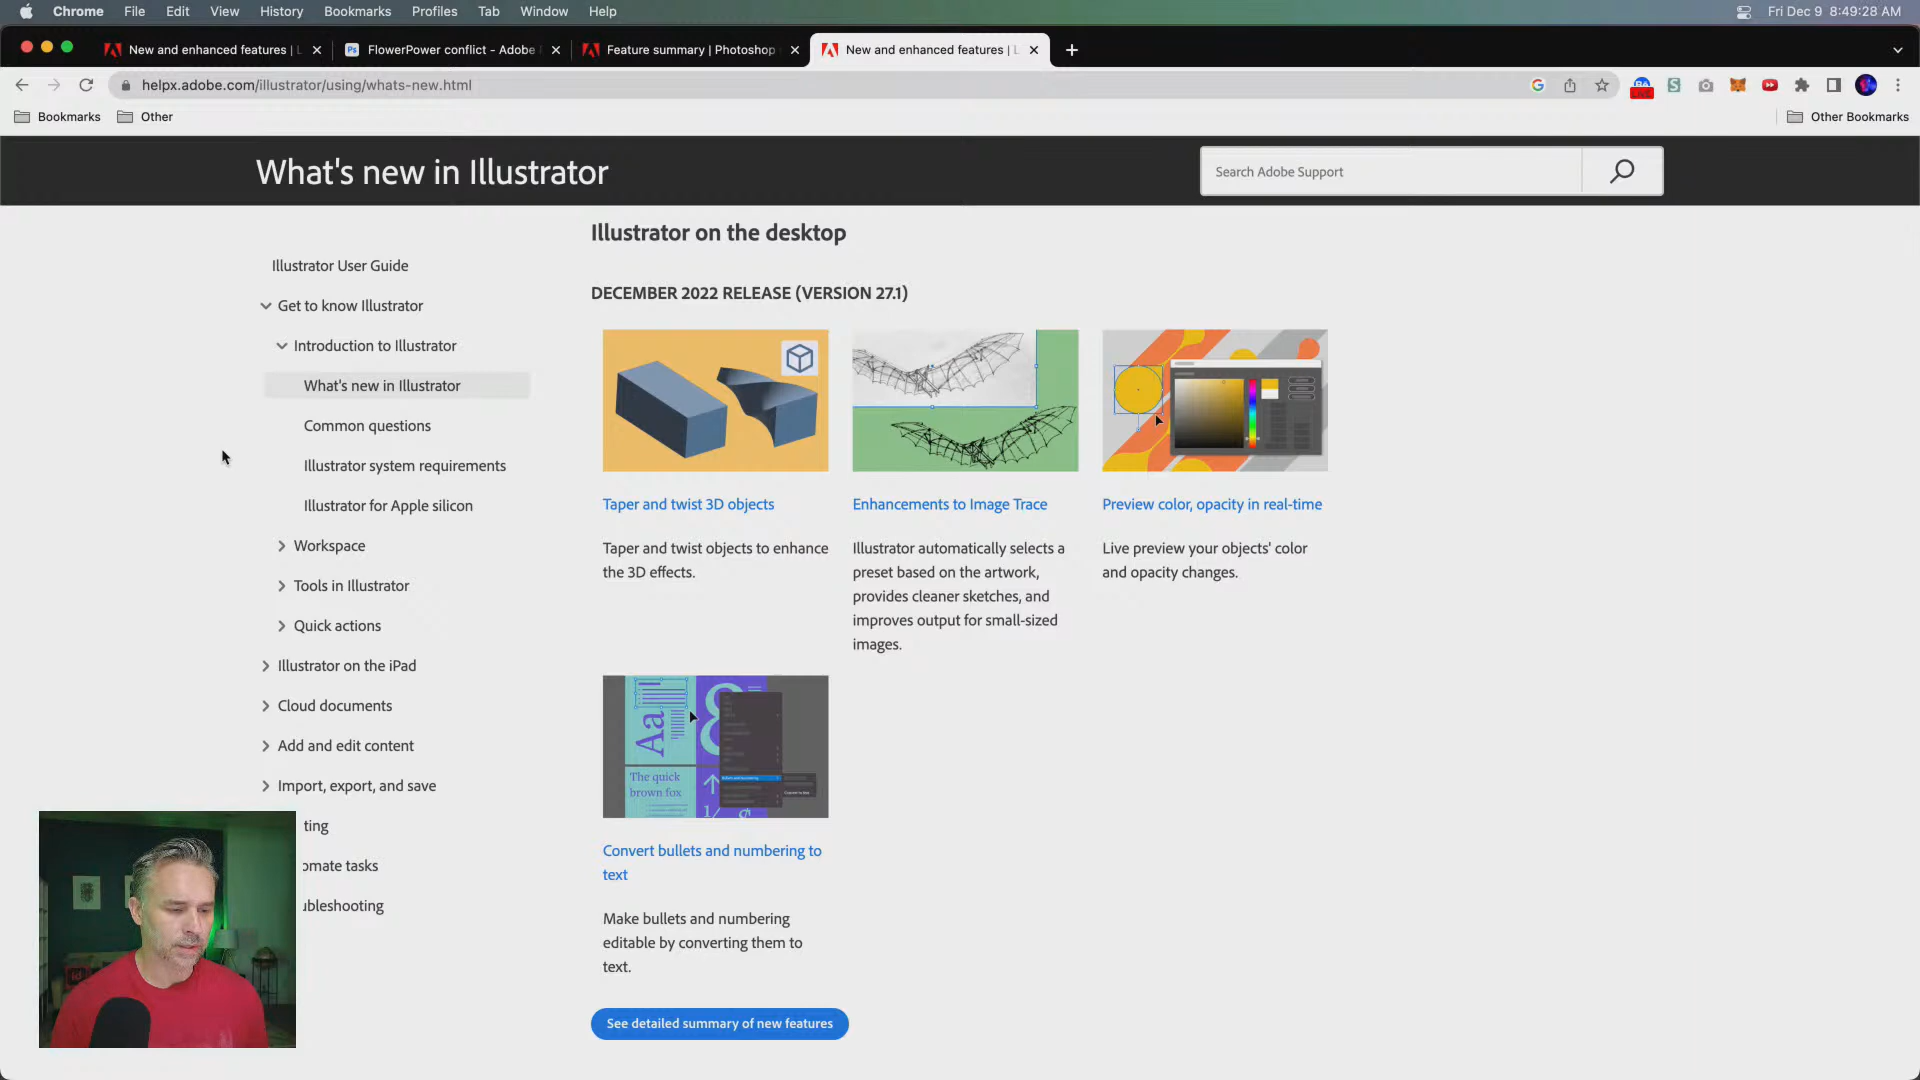 Chrome File Edit View History Bookmarks Profiles Tab Window Help Fri Dec 9 8:49:28 AM
New and enhanced features | L FlowerPower conflict - Adobe Feature summary | Photoshop New and enhanced features | L
helpx.adobe.com/illustrator/using/whats-new.html
Bookmarks Other Other Bookmarks
What's new in Illustrator
Search Adobe Support
Illustrator User Guide
Get to know Illustrator
Introduction to Illustrator
What's new in Illustrator
Common questions
Illustrator system requirements
Illustrator for Apple silicon
Workspace
Tools in Illustrator
Quick actions
Illustrator on the iPad
Cloud documents
Add and edit content
Import, export, and save
ting
omate tasks
ubleshooting
Illustrator on the desktop
DECEMBER 2022 RELEASE (VERSION 27.1)
Taper and twist 3D objects
Taper and twist objects to enhance
the 3D effects.
Enhancements to Image Trace
Illustrator automatically selects a
preset based on the artwork,
provides cleaner sketches, and
improves output for small-sized
images.
Preview color, opacity in real-time
Live preview your objects' color
and opacity changes.
Aa
8
The quick
brown fox
Convert bullets and numbering to
text
Make bullets and numbering
editable by converting them to
text.
See detailed summary of new features